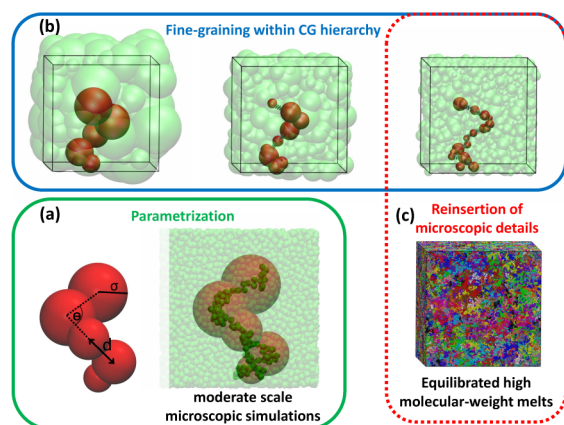 (b)
Fine-graining within CG hierarchy
(a)
Parametrization
σ
θ
d
moderate scale
microscopic simulations
(c)
Reinsertion of
microscopic details
Equilibrated high
molecular-weight melts